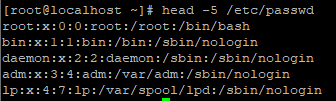 [root@localhost ~]# head -5 /etc/passwd
root:x:0:0:root:/root:/bin/bash
bin:x:1:1:bin:/bin:/sbin/nologin
daemon:x:2:2:daemon:/sbin:/sbin/nologin
adm:x:3:4:adm:/var/adm:/sbin/nologin
lp:x:4:7:lp:/var/spool/lpd:/sbin/nologin